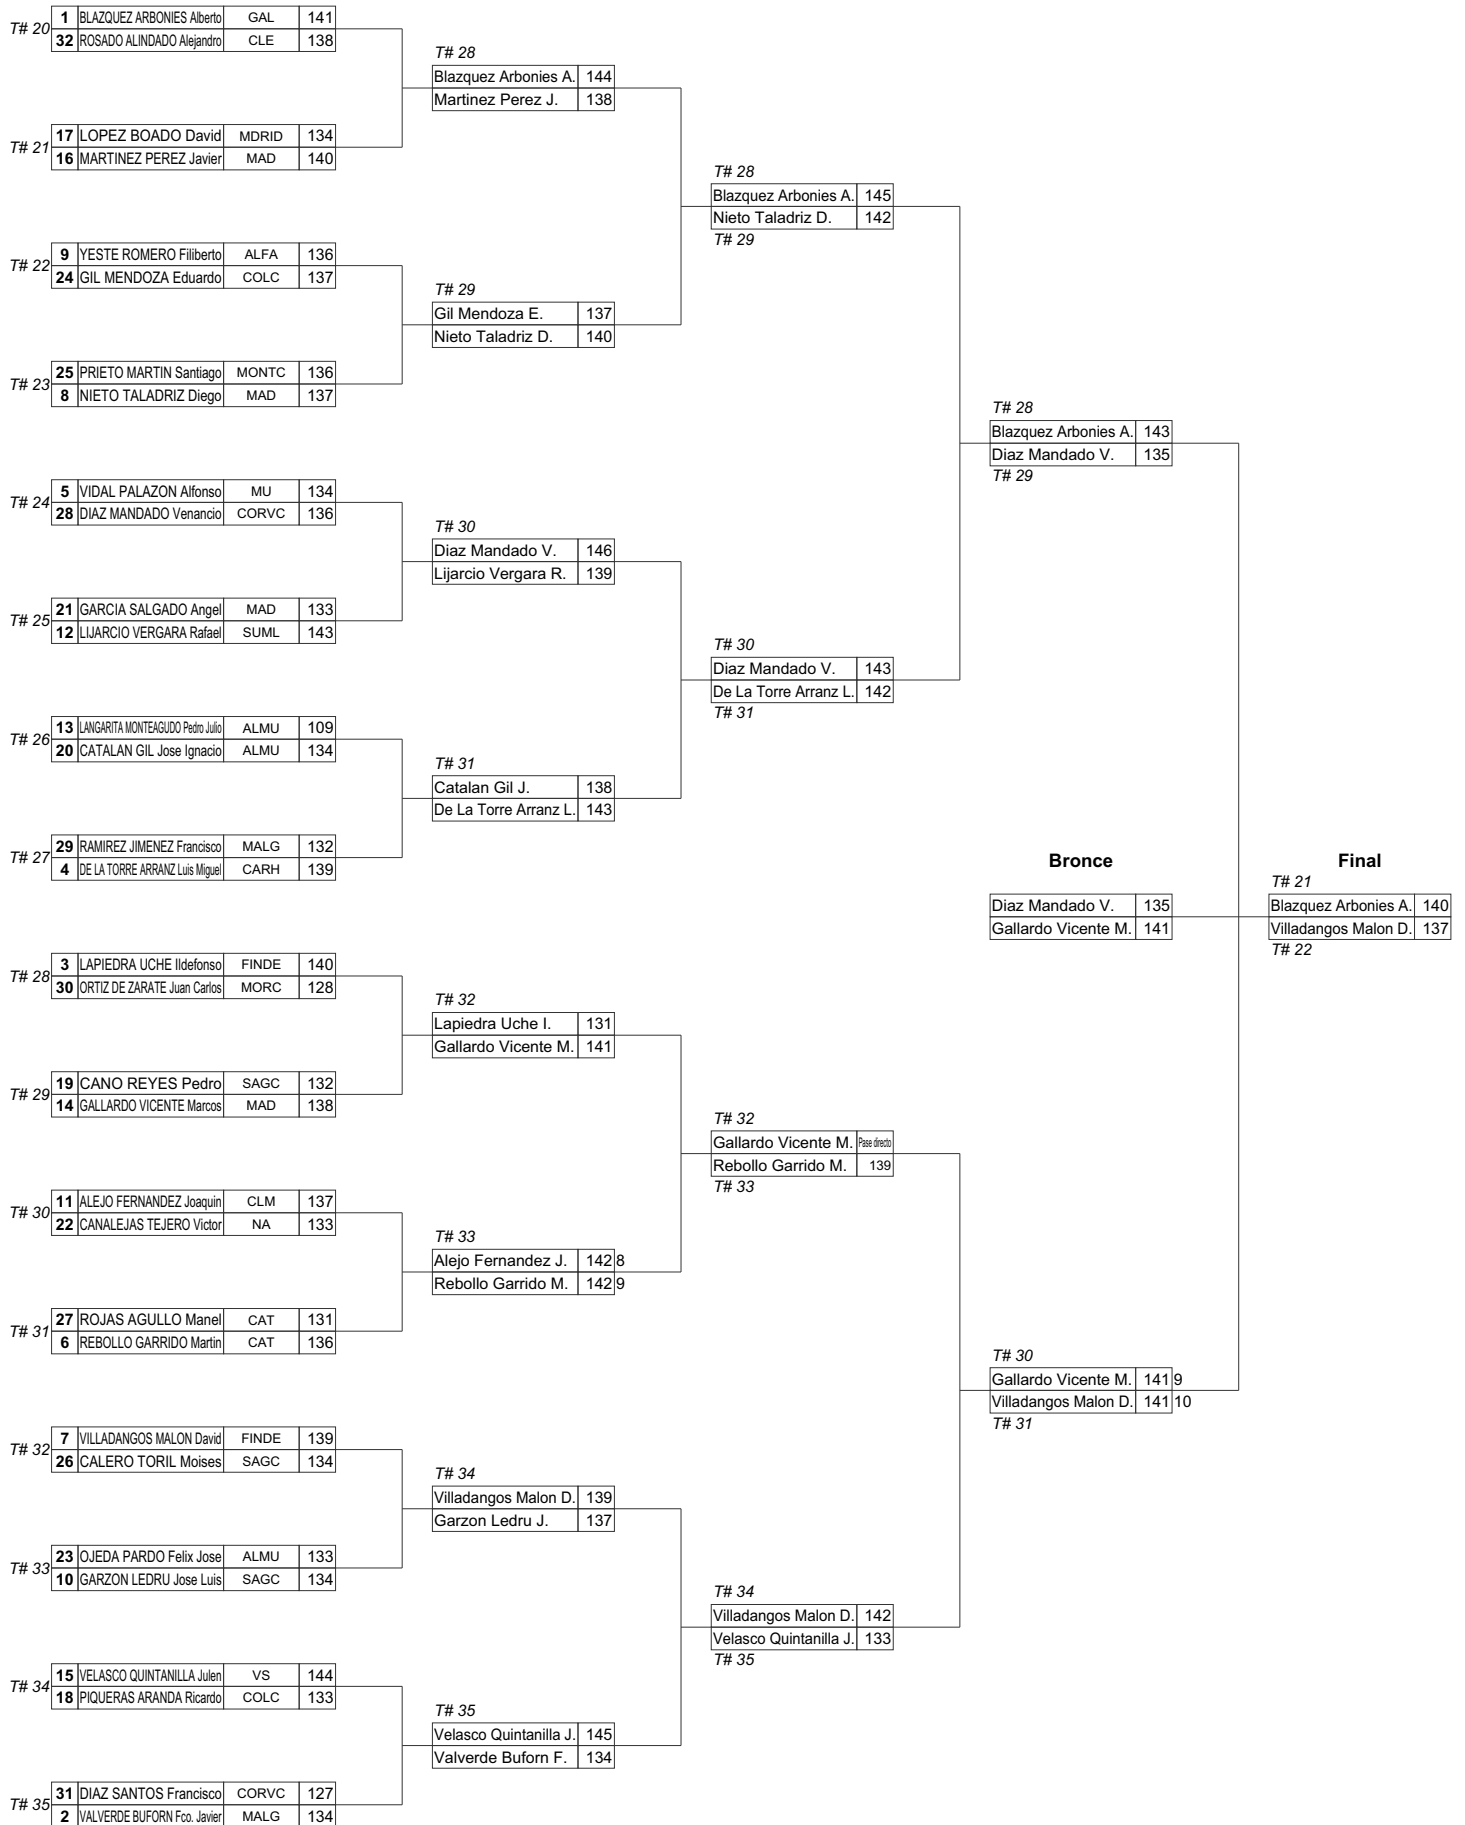 T# 20
1 BLAZQUEZ ARBONIES Alberto GAL 141
32 ROSADO ALINDADO Alejandro CLE 138
T# 21
17 LOPEZ BOADO David MDRID 134
16 MARTINEZ PEREZ Javier MAD 140
T# 22
9 YESTE ROMERO Filiberto ALFA 136
24 GIL MENDOZA Eduardo COLC 137
T# 23
25 PRIETO MARTIN Santiago MONTC 136
8 NIETO TALADRIZ Diego MAD 137
T# 24
5 VIDAL PALAZON Alfonso MU 134
28 DIAZ MANDADO Venancio CORVC 136
T# 25
21 GARCIA SALGADO Angel MAD 133
12 LIJARCIO VERGARA Rafael SUML 143
T# 26
13 LANGARITA MONTEAGUDO Pedro Julio ALMU 109
20 CATALAN GIL Jose Ignacio ALMU 134
T# 27
29 RAMIREZ JIMENEZ Francisco MALG 132
4 DE LA TORRE ARRANZ Luis Miguel CARH 139
T# 28
3 LAPIEDRA UCHE Ildefonso FINDE 140
30 ORTIZ DE ZARATE Juan Carlos MORC 128
T# 29
19 CANO REYES Pedro SAGC 132
14 GALLARDO VICENTE Marcos MAD 138
T# 30
11 ALEJO FERNANDEZ Joaquin CLM 137
22 CANALEJAS TEJERO Victor NA 133
T# 31
27 ROJAS AGULLO Manel CAT 131
6 REBOLLO GARRIDO Martin CAT 136
T# 32
7 VILLADANGOS MALON David FINDE 139
26 CALERO TORIL Moises SAGC 134
T# 33
23 OJEDA PARDO Felix Jose ALMU 133
10 GARZON LEDRU Jose Luis SAGC 134
T# 34
15 VELASCO QUINTANILLA Julen VS 144
18 PIQUERAS ARANDA Ricardo COLC 133
T# 35
31 DIAZ SANTOS Francisco CORVC 127
2 VALVERDE BUFORN Fco. Javier MALG 134
T# 28
Blazquez Arbonies A. 144
Martinez Perez J. 138
T# 29
Gil Mendoza E. 137
Nieto Taladriz D. 140
T# 30
Diaz Mandado V. 146
Lijarcio Vergara R. 139
T# 31
Catalan Gil J. 138
De La Torre Arranz L. 143
T# 32
Lapiedra Uche I. 131
Gallardo Vicente M. 141
T# 33
Alejo Fernandez J. 142 8
Rebollo Garrido M. 142 9
T# 34
Villadangos Malon D. 139
Garzon Ledru J. 137
T# 35
Velasco Quintanilla J. 145
Valverde Buforn F. 134
T# 28
Blazquez Arbonies A. 145
Nieto Taladriz D. 142
T# 29
T# 30
Diaz Mandado V. 143
De La Torre Arranz L. 142
T# 31
T# 32
Gallardo Vicente M. Pase directo
Rebollo Garrido M. 139
T# 33
T# 34
Villadangos Malon D. 142
Velasco Quintanilla J. 133
T# 35
T# 28
Blazquez Arbonies A. 143
Diaz Mandado V. 135
T# 29
T# 30
Gallardo Vicente M. 141 9
Villadangos Malon D. 141 10
T# 31
Bronce
Diaz Mandado V. 135
Gallardo Vicente M. 141
Final
T# 21
Blazquez Arbonies A. 140
Villadangos Malon D. 137
T# 22